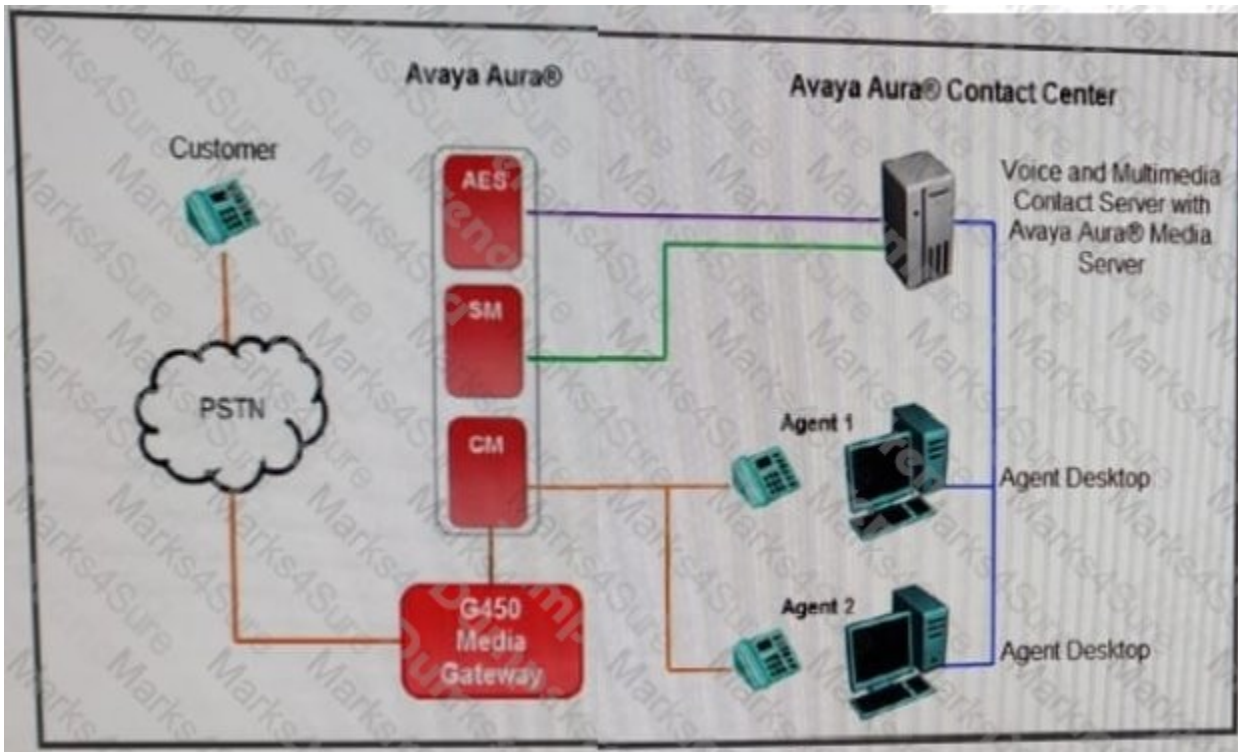 Avaya Aura®
Avaya Aura® Contact Center
Customer
AES
Voice and Multimedia
Contact Server with
Avaya Aura® Media
Server
SM
PSTN
CM
Agent 1
Agent Desktop
G450
Media
Gateway
Agent 2
Agent Desktop
Marks4Sure